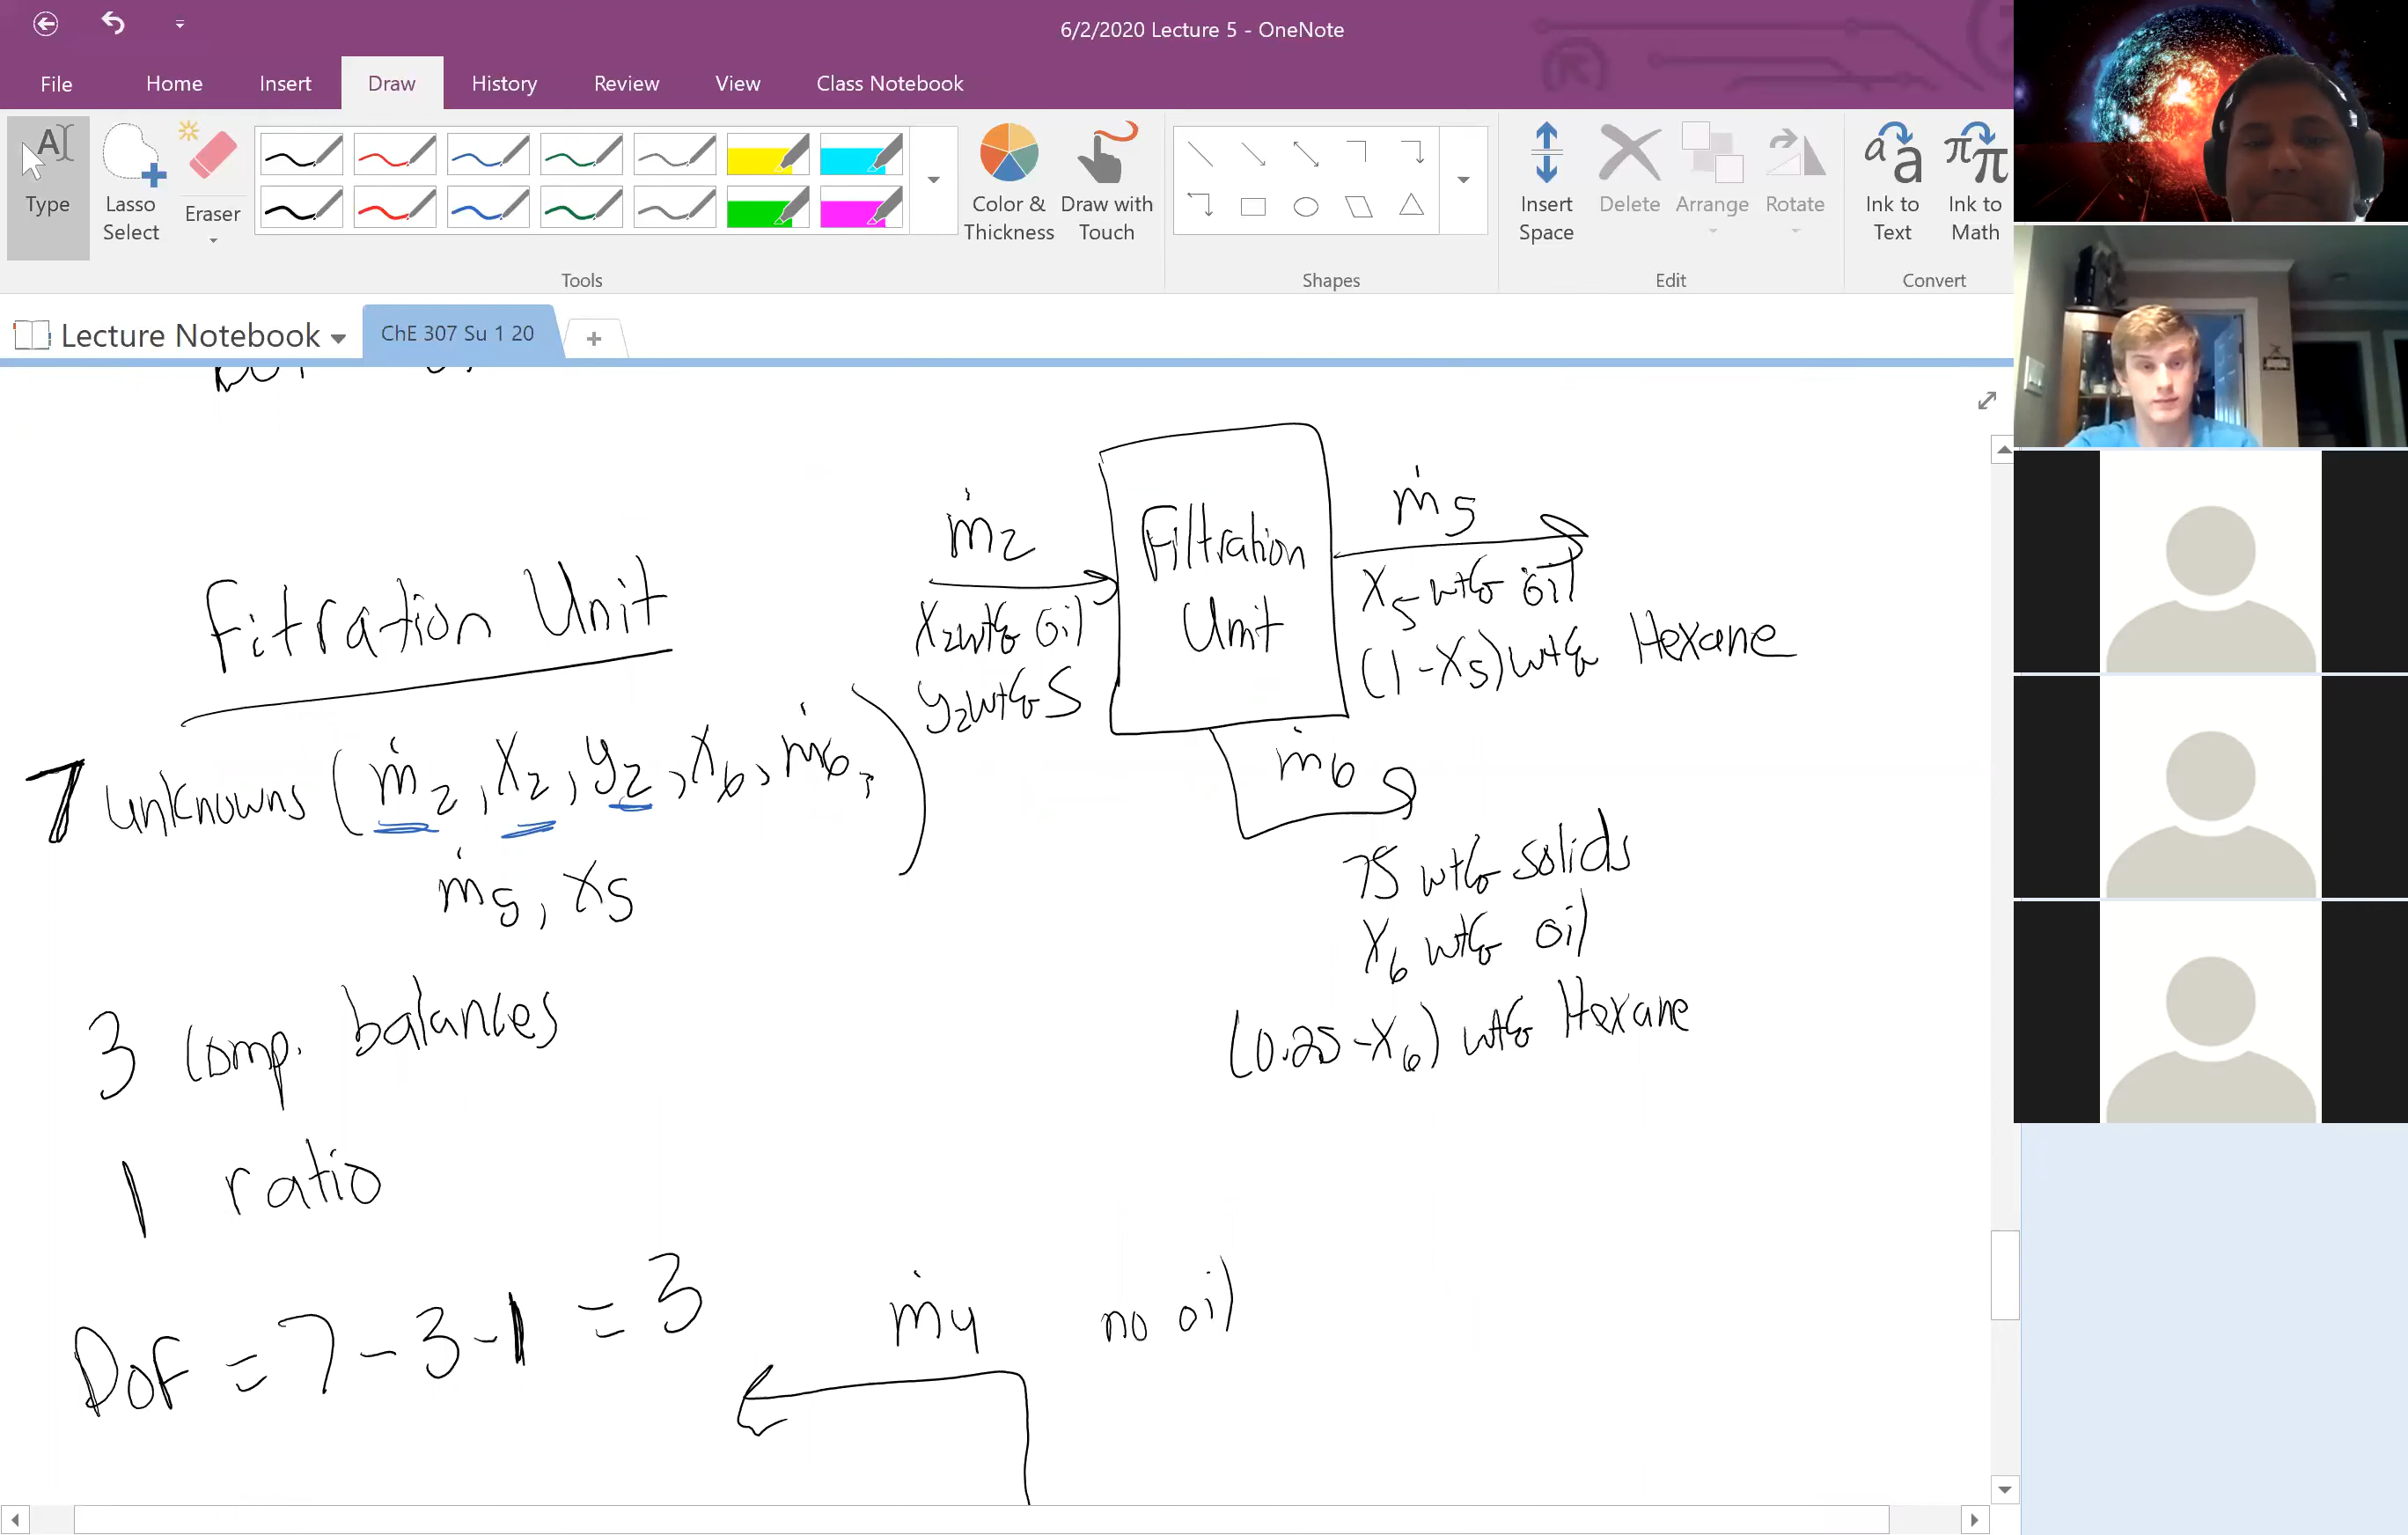 6/2/2020 Lecture 5 - OneNote
File Home Insert Draw History Review View Class Notebook
Type
Lasso Select
Eraser
Color & Thickness
Draw with Touch
Insert Space
Delete
Arrange
Rotate
Ink to Text
Ink to Math
Tools Shapes Edit Convert
Lecture Notebook ChE 307 Su 1 20 +
Fitration Unit
7 unknowns (ṁ2, x2, y2, x6, ṁ6,
ṁ5, x5)
3 comp. balances
1 ratio
DoF = 7 - 3 - 1 = 3
ṁ2
x2 wt% oil
y2 wt% S
Filtration
Unit
ṁ5
x5 wt% oil
(1-x5) wt% Hexane
ṁ6
75 wt% solids
x6 wt% oil
(0.25-x6) wt% Hexane
ṁ4 no oil